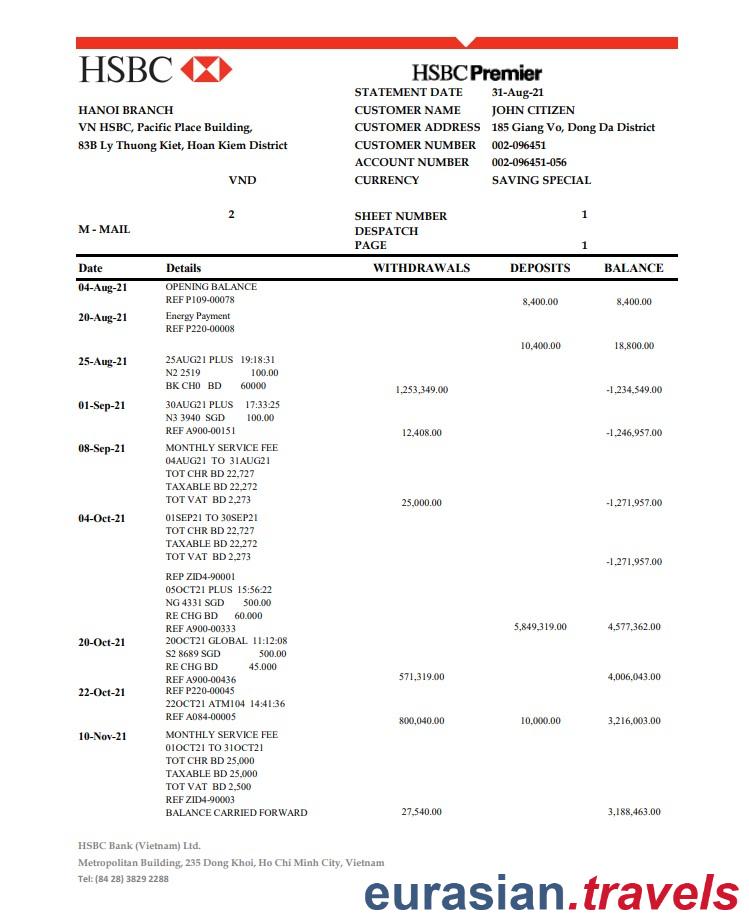 HSBC
HSBC Premier
STATEMENT DATE 31-Aug-21
HANOI BRANCH CUSTOMER NAME JOHN CITIZEN
VN HSBC, Pacific Place Building, CUSTOMER ADDRESS 185 Giang Vo, Dong Da District
83B Ly Thuong Kiet, Hoan Kiem District CUSTOMER NUMBER 002-096451
ACCOUNT NUMBER 002-096451-056
VND CURRENCY SAVING SPECIAL
2 SHEET NUMBER 1
M - MAIL DESPATCH
PAGE 1
Date Details WITHDRAWALS DEPOSITS BALANCE
04-Aug-21 OPENING BALANCE
REF P109-00078 8,400.00 8,400.00
20-Aug-21 Energy Payment
REF P220-00008
10,400.00 18,800.00
25-Aug-21 25AUG21 PLUS 19:18:31
N2 2519 100.00
BK CH0 BD 60000 1,253,349.00 -1,234,549.00
01-Sep-21 30AUG21 PLUS 17:33:25
N3 3940 SGD 100.00
REF A900-00151 12,408.00 -1,246,957.00
08-Sep-21 MONTHLY SERVICE FEE
04AUG21 TO 31AUG21
TOT CHR BD 22,727
TAXABLE BD 22,272
TOT VAT BD 2,273 25,000.00 -1,271,957.00
04-Oct-21 01SEP21 TO 30SEP21
TOT CHR BD 22,727
TAXABLE BD 22,272
TOT VAT BD 2,273 -1,271,957.00
REP ZID4-90001
05OCT21 PLUS 15:56:22
NG 4331 SGD 500.00
RE CHG BD 60.000
REF A900-00333 5,849,319.00 4,577,362.00
20-Oct-21 20OCT21 GLOBAL 11:12:08
S2 8689 SGD 500.00
RE CHG BD 45.000
REF A900-00436 571,319.00 4,006,043.00
22-Oct-21 REF P220-00045
22OCT21 ATM104 14:41:36
REF A084-00005 800,040.00 10,000.00 3,216,003.00
10-Nov-21 MONTHLY SERVICE FEE
01OCT21 TO 31OCT21
TOT CHR BD 25,000
TAXABLE BD 25,000
TOT VAT BD 2,500
REF ZID4-90003
BALANCE CARRIED FORWARD 27,540.00 3,188,463.00
HSBC Bank (Vietnam) Ltd.
Metropolitan Building, 235 Dong Khoi, Ho Chi Minh City, Vietnam
Tel: (84 28) 3829 2288
eurasian.travels